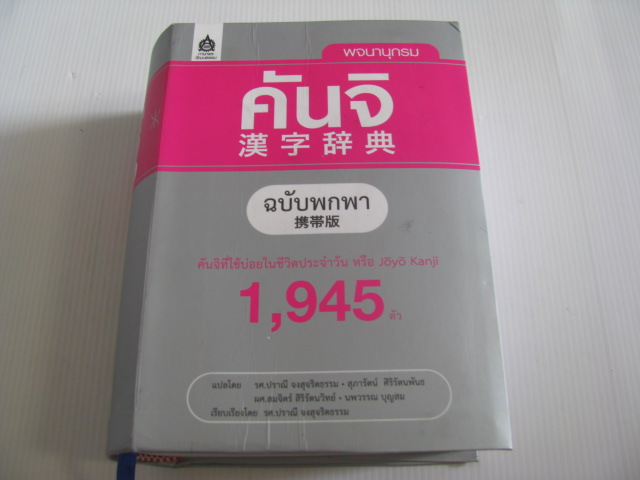 พจนานุกรม
คันจิ
漢字辞典
ฉบับพกพา
携帯版
คันจิที่ใช้บ่อยในชีวิตประจำวัน หรือ Jōyō Kanji
1,945 ตัว
แปลโดย รศ.ปราณี จงสุจริตธรรม • สุภารัตน์ ศิริรัตนพันธ
ผศ.สมจิตร์ ศิริรัตนวิทย์ • นพวรรณ บุญสม
เรียบเรียงโดย รศ.ปราณี จงสุจริตธรรม